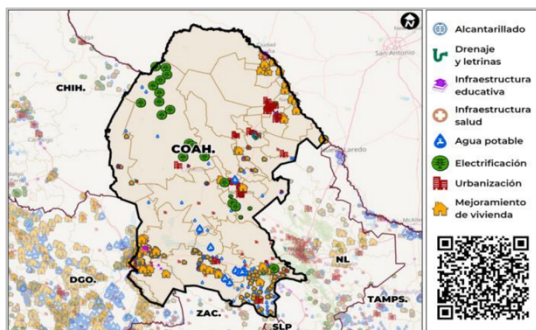 N
CHIH.
COAH.
DGO.
ZAC.
SLP
NL
TAMPS.
San Antonio
Laredo
Alcantarillado
Drenaje
y letrinas
Infraestructura
educativa
Infraestructura
salud
Agua potable
Electrificación
Urbanización
Mejoramiento
de vivienda